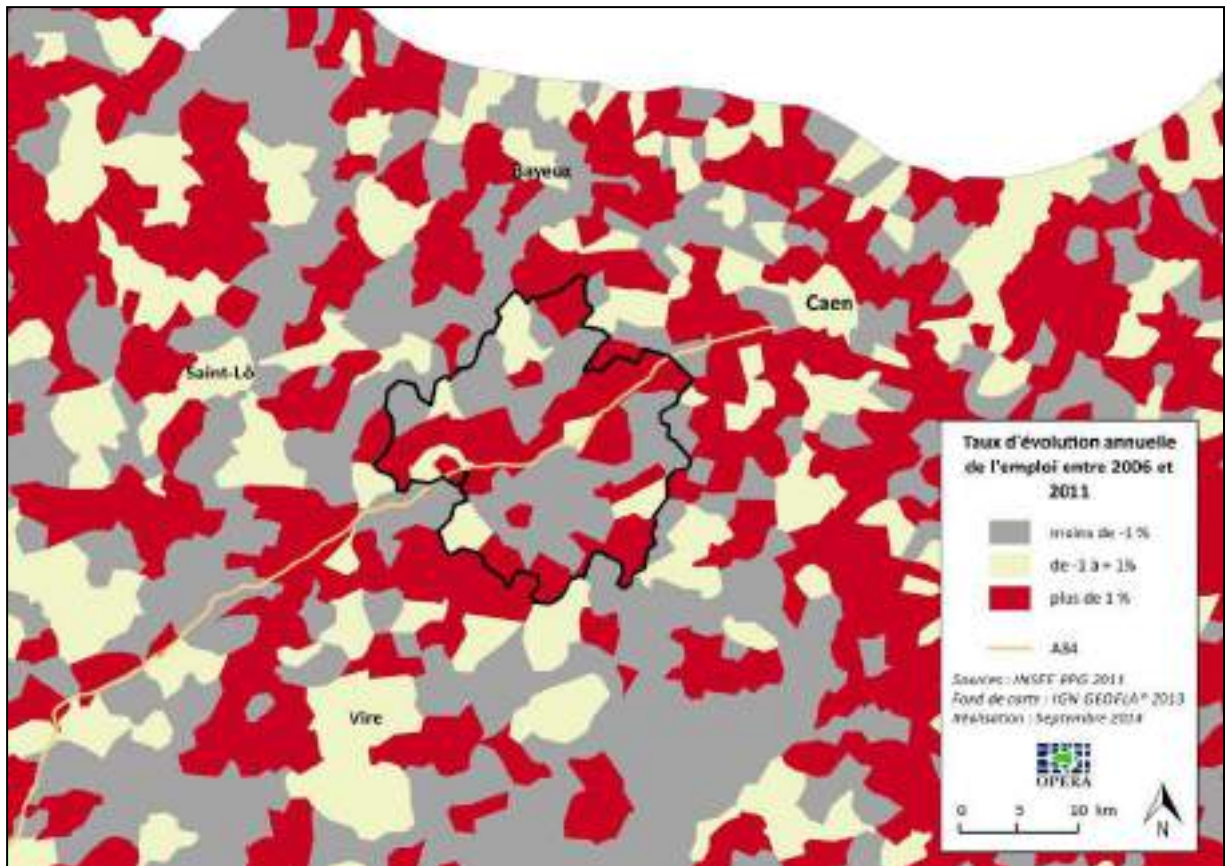 Bayeux
Caen
Saint-Lô
Vire
Taux d'évolution annuelle
de l'emploi entre 2006 et
2011
moins de -1 %
de -1 à + 1%
plus de 1 %
A84
Sources : INSEE RPG 2011
Fond de carte : IGN GEOFLA® 2013
Réalisation : Septembre 2014
OPERA
0 5 10 km
N